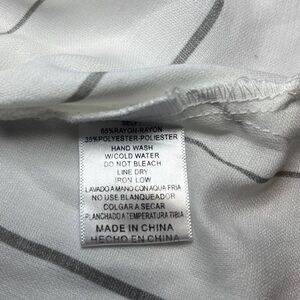 65%RAYON-RAYON
35%POLYESTER-POLIESTER
HAND WASH
W/COLD WATER
DO NOT BLEACH
LINE DRY
IRON LOW
LAVADO A MANO CON AQUA FRIA
NO USE BLANQUEADOR
COLGAR A SECAR
PLANCHADO A TEMPERATURA TIBIA
MADE IN CHINA
HECHO EN CHINA